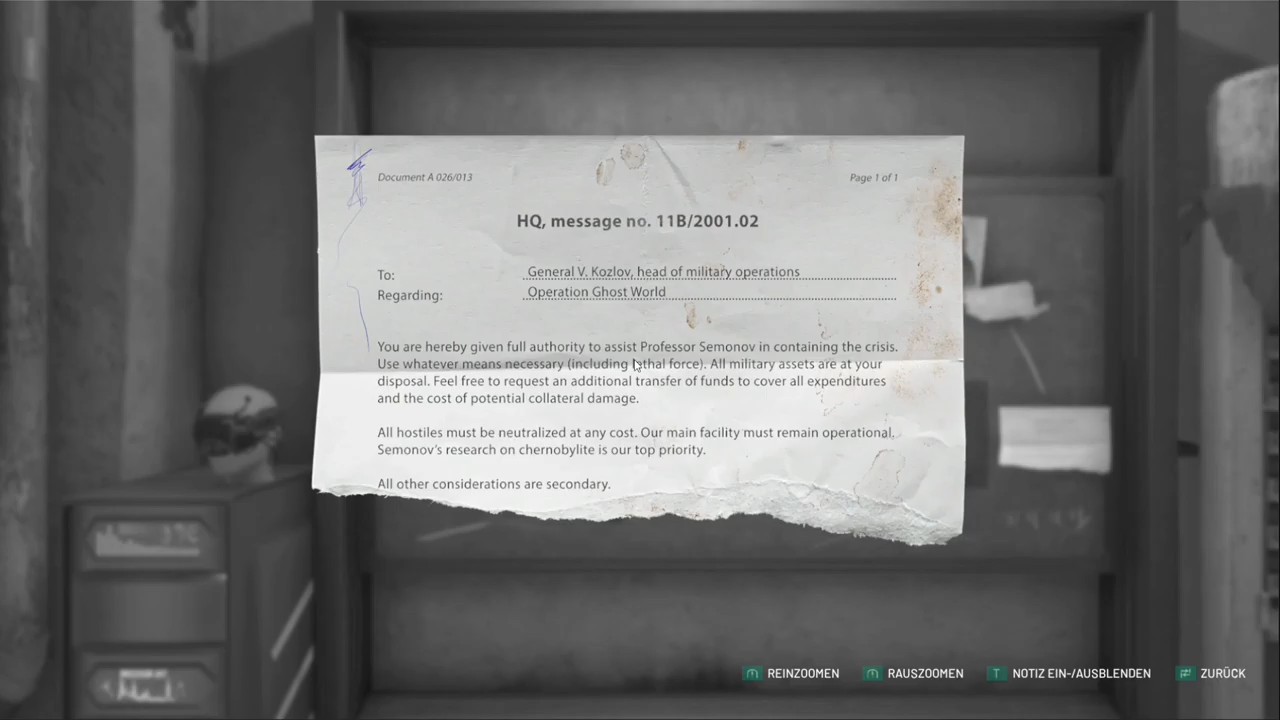 Document A 026/013
Page 1 of 1
HQ, message no. 11B/2001.02
To: General V. Kozlov, head of military operations
Regarding: Operation Ghost World
You are hereby given full authority to assist Professor Semonov in containing the crisis.
Use whatever means necessary (including lethal force). All military assets are at your
disposal. Feel free to request an additional transfer of funds to cover all expenditures
and the cost of potential collateral damage.
All hostiles must be neutralized at any cost. Our main facility must remain operational.
Semonov's research on chernobylite is our top priority.
All other considerations are secondary.
REINZOOMEN
RAUSZOOMEN
T NOTIZ EIN-/AUSBLENDEN
ZURÜCK